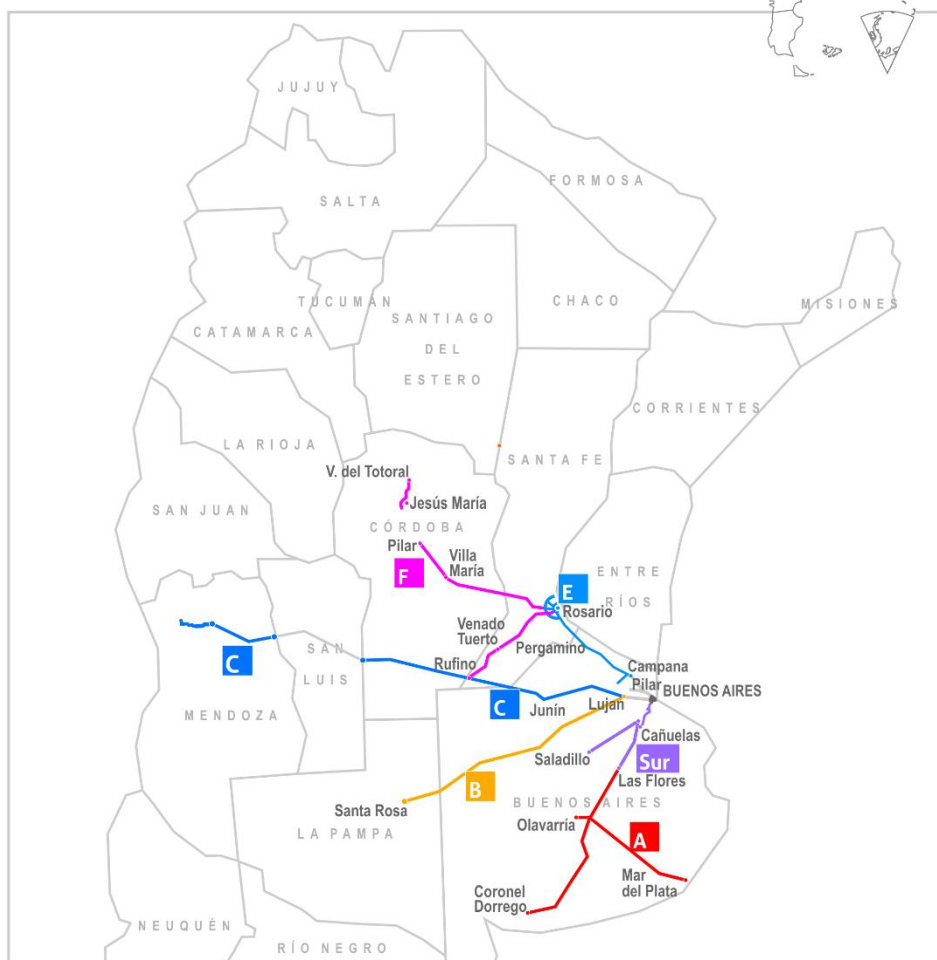 JUJUY
FORMOSA
SALTA
CHACO
TUCUMAN
MISIONES
SANTIAGO
DEL
ESTERO
CATAMARCA
CORRIENTES
LA RIOJA
SANTA FE
V. del Totoral
SAN JUAN
Jesús María
CÓRDOBA
Pilar
Villa
María
F
ENTRE
RÍOS
E
Rosario
Venado
Tuerto
Pergamino
SAN
LUIS
C
Rufino
Campana
Pilar
BUENOS AIRES
MENDOZA
C
Junín
Lujan
Cañuelas
Saladillo
Sur
Las Flores
B
BUENOS AIRES
Santa Rosa
Olavarría
LA PAMPA
A
Mar
del Plata
Coronel
Dorrego
NEUQUÉN
RÍO NEGRO